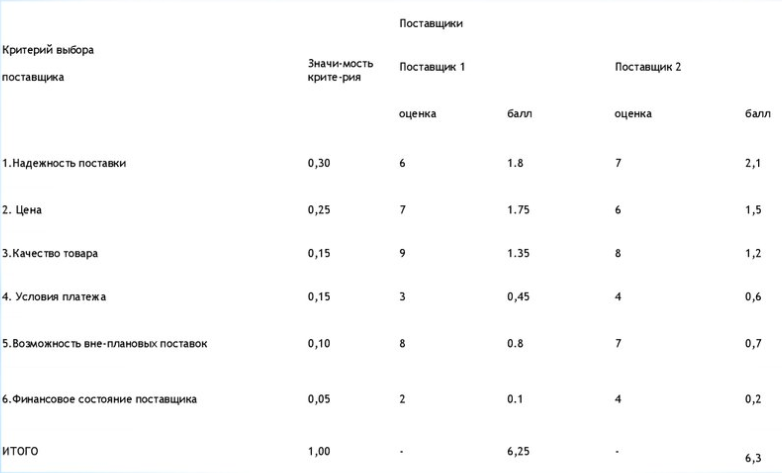 Поставщики
Критерий выбора
поставщика
Значи-мость
крите-рия
Поставщик 1 Поставщик 2
оценка балл оценка балл
1.Надежность поставки 0,30 6 1.8 7 2,1
2. Цена 0,25 7 1.75 6 1,5
3.Качество товара 0,15 9 1.35 8 1,2
4. Условия платежа 0,15 3 0,45 4 0,6
5.Возможность вне-плановых поставок 0,10 8 0.8 7 0,7
6.Финансовое состояние поставщика 0,05 2 0.1 4 0,2
ИТОГО 1,00 - 6,25 - 6,3